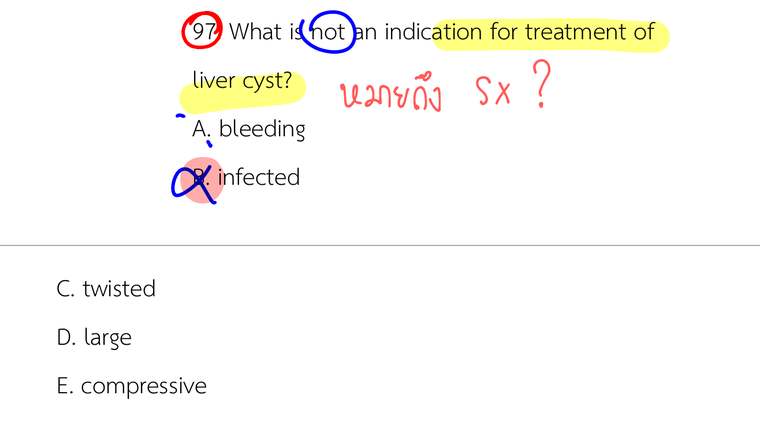 97 What is not an indication for treatment of
liver cyst? หมายถึง sx ?
A. bleeding
B. infected
C. twisted
D. large
E. compressive